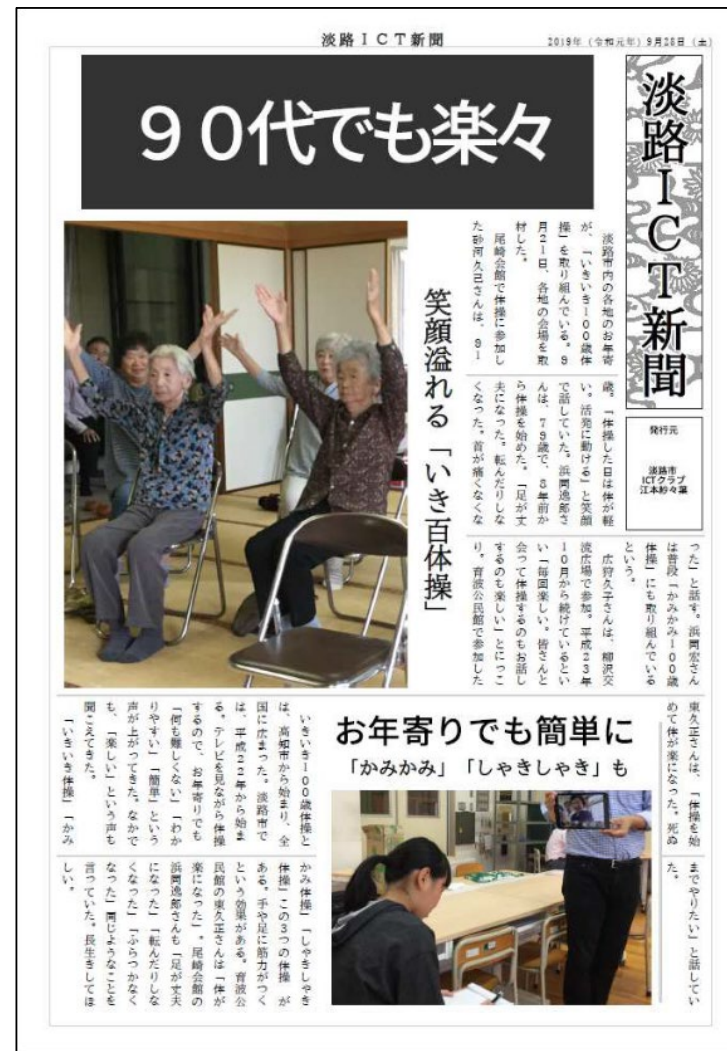 淡路ICT新聞
2019年(令和元年)9月28日(土)
淡路ICT新聞
発行元
淡路市
ICTクラブ
江本紗々葉
90代でも楽々
笑顔溢れる「いき百体操」
淡路市内の各地のお年寄
が、「いきいき100歳体
操」を取り組んでいる。9
月21日、各地の会場を取
材した。
尾崎会館で体操に参加し
た砂河久己さんは、91
歳。「体操した日は体が軽
い。活発に動ける」と笑顔
で話していた。浜岡逸郎さ
んは、79歳で、8年前か
ら体操を始めた。「足が丈
夫になった。転んだりしな
くなった。首が痛くなくな
った」と話す。浜岡宏さん
は普段「かみかみ100歳
体操」にも取り組んでいる
という。
広狩久子さんは、柳沢交
流広場で参加。平成23年
10月から続けているとい
い「毎回楽しい。皆さんと
会って体操するのもお話し
するのも楽しい」とにっこ
り。育波公民館で参加した
東久正さんは、「体操を始
めて体が楽になった。死ぬ
までやりたい」と話してい
た。
お年寄りでも簡単に
「かみかみ」「しゃきしゃき」も
いきいき100歳体操と
は、高知市から始まり、全
国に広まった。淡路市で
は、平成22年から始ま
る。テレビを見ながら体操
するので、お年寄りでも
「何も難しくない」「わか
りやすい」「簡単」という
声が上がってきた。なかで
も、「楽しい」という声も
聞こえてきた。
「いきいき体操」「かみ
かみ体操」「しゃきしゃき
体操」この3つの体操 が
ある。手や足に筋力がつく
という効果がある。育波公
民館の東久正さんは「体が
楽になった」。尾崎会館の
浜岡逸郎さんも「足が丈夫
になった」「転んだりしな
くなった」「ふらつかなく
なった」同じようなことを
言っていた。長生きしてほ
しい。